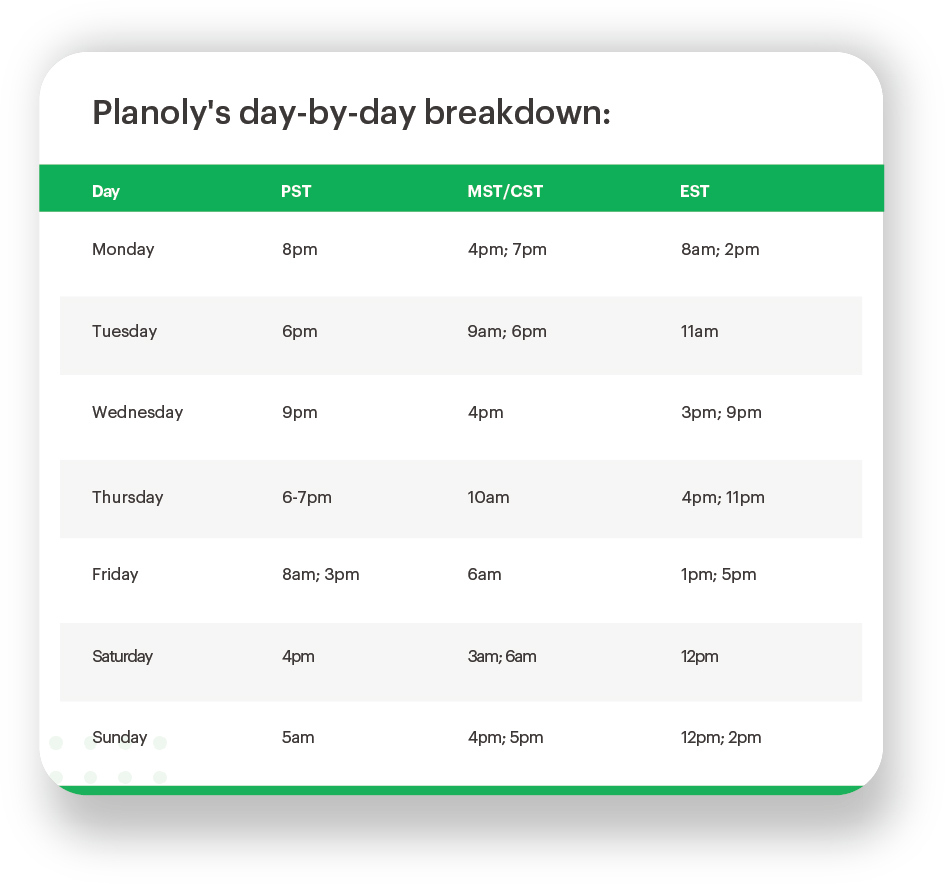 Planoly's day-by-day breakdown:
Day PST MST/CST EST
Monday 8pm 4pm; 7pm 8am; 2pm
Tuesday 6pm 9am; 6pm 11am
Wednesday 9pm 4pm 3pm; 9pm
Thursday 6-7pm 10am 4pm; 11pm
Friday 8am; 3pm 6am 1pm; 5pm
Saturday 4pm 3am; 6am 12pm
Sunday 5am 4pm; 5pm 12pm; 2pm